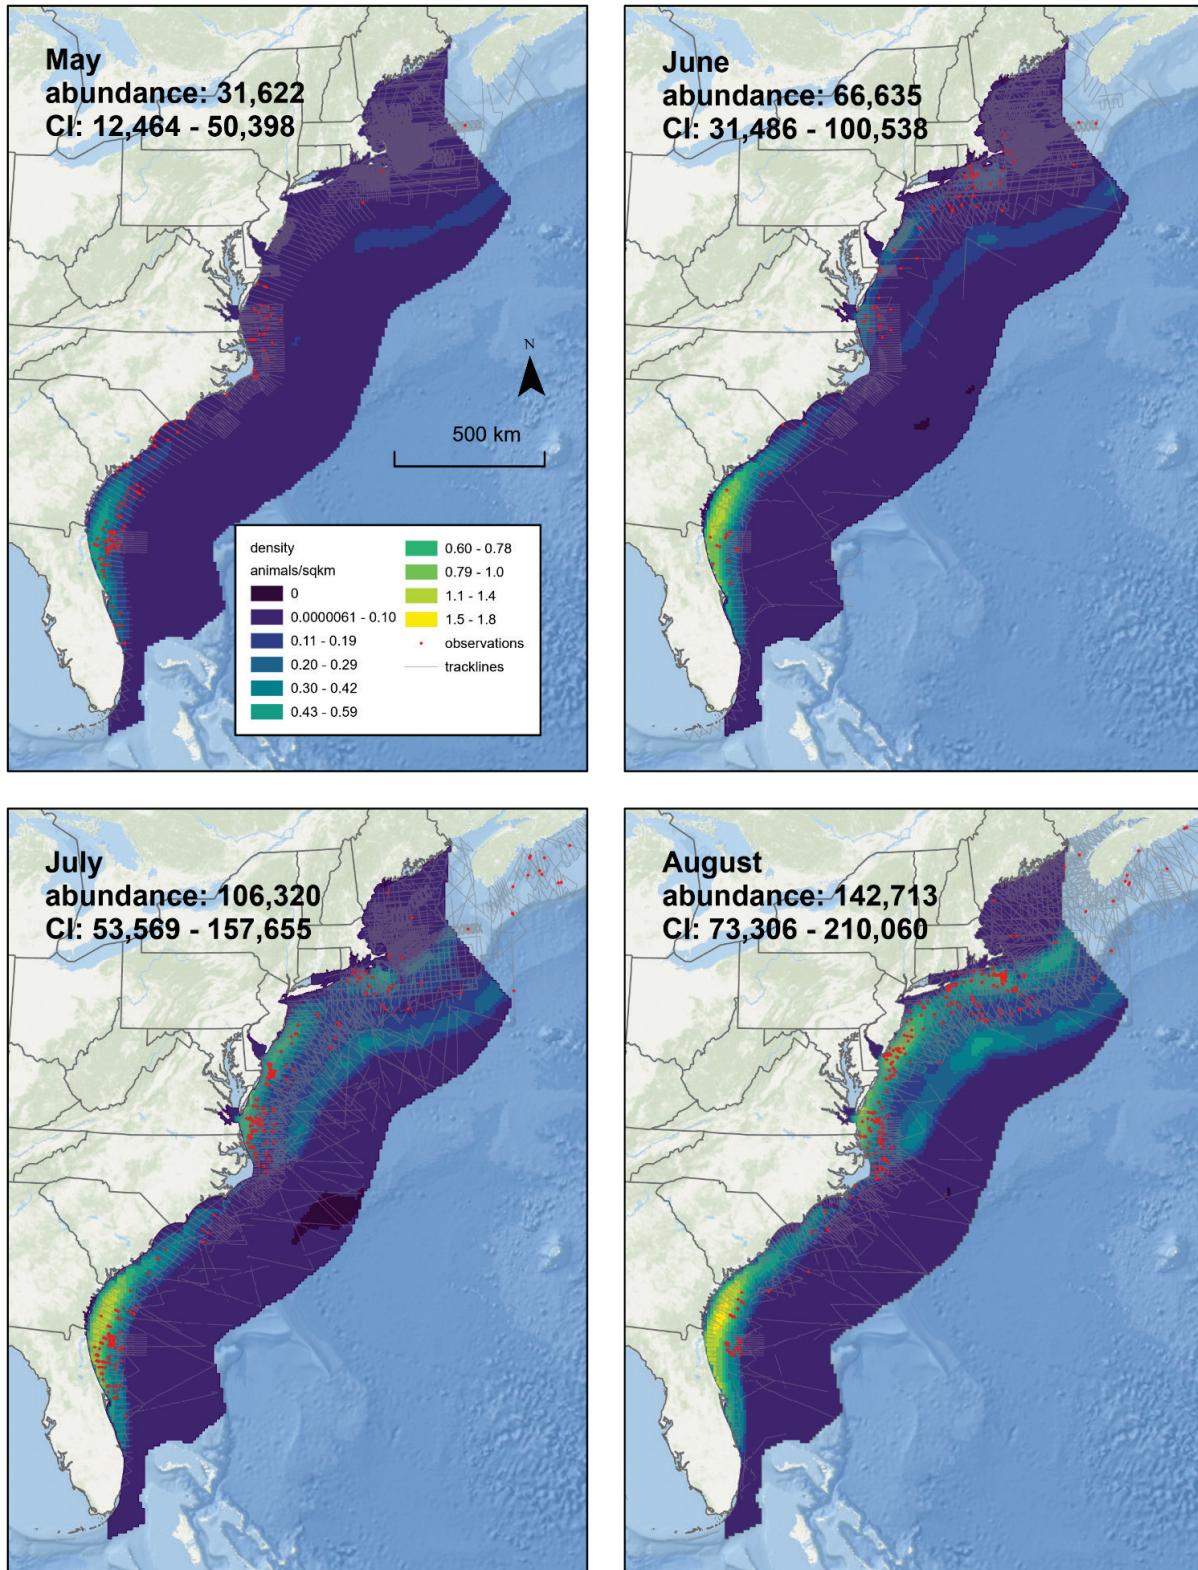 May
abundance: 31,622
CI: 12,464 - 50,398
N
500 km
density
animals/sqkm
0
0.0000061 - 0.10
0.11 - 0.19
0.20 - 0.29
0.30 - 0.42
0.43 - 0.59
0.60 - 0.78
0.79 - 1.0
1.1 - 1.4
1.5 - 1.8
observations
tracklines
June
abundance: 66,635
CI: 31,486 - 100,538
July
abundance: 106,320
CI: 53,569 - 157,655
August
abundance: 142,713
CI: 73,306 - 210,060